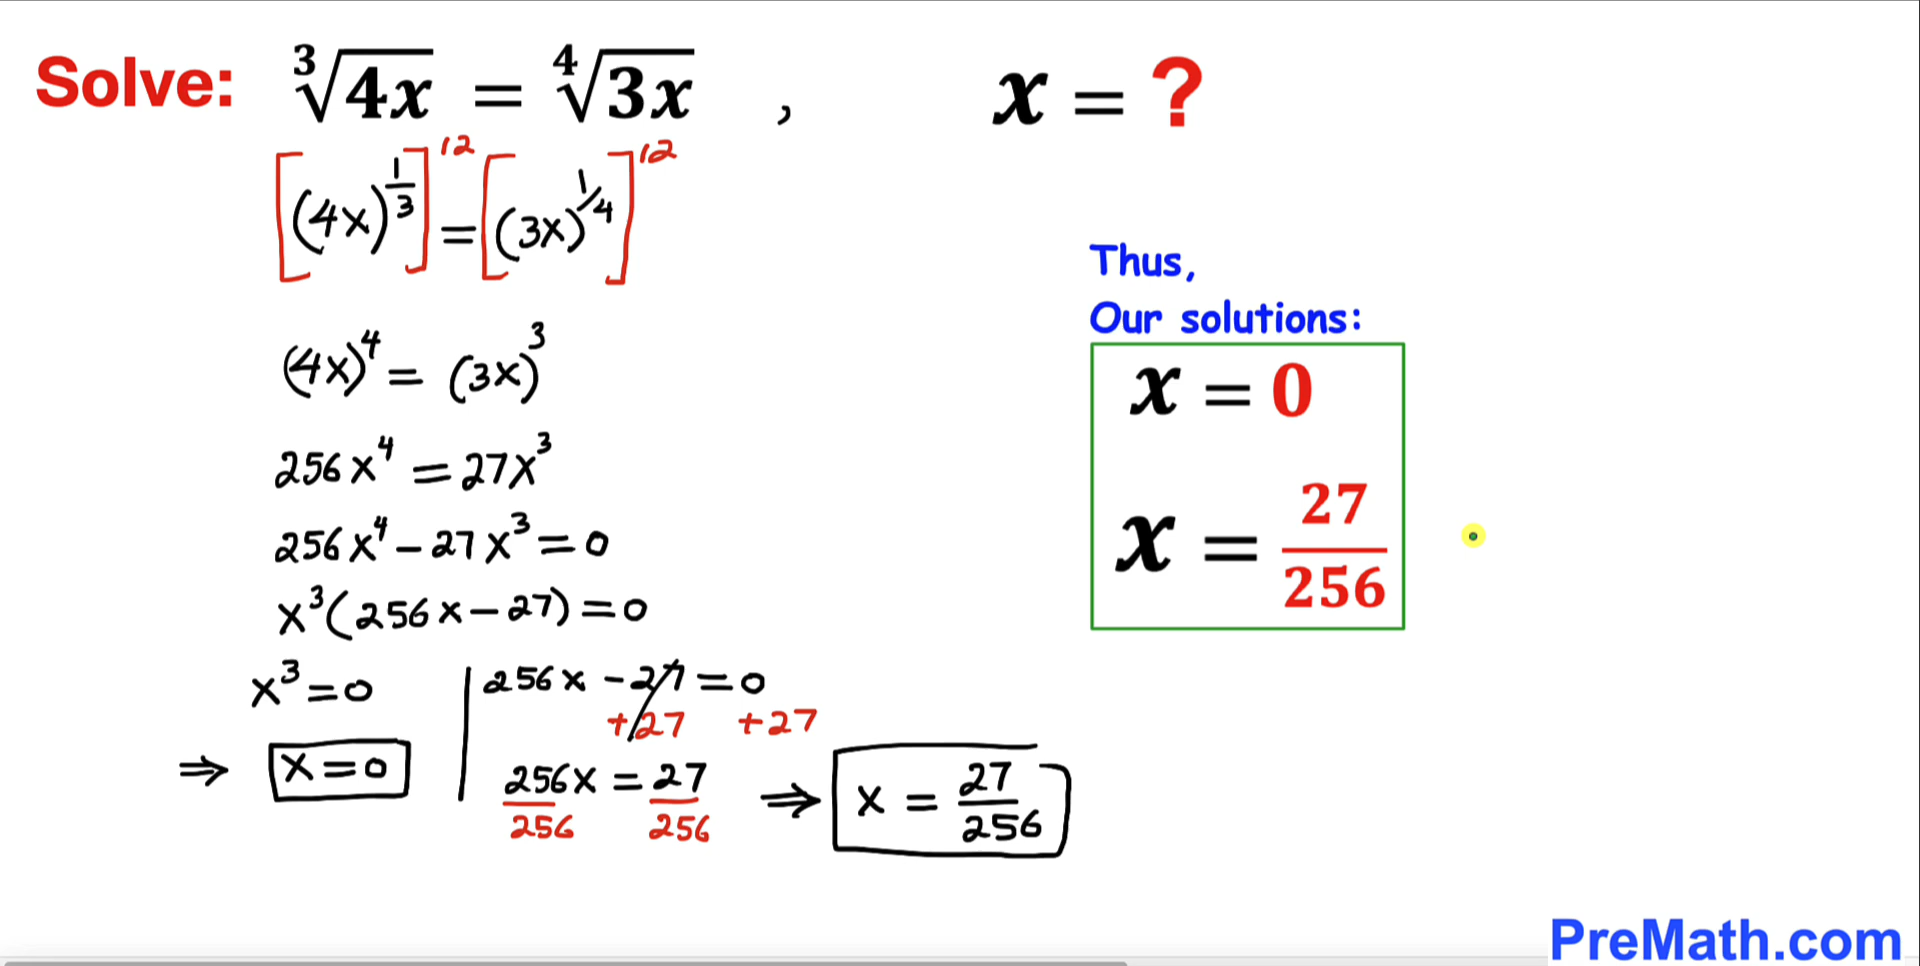 Solve: ∛4x = ∜3x , x = ?
[(4x)^(1/3)]^12 = [(3x)^(1/4)]^12
(4x)^4 = (3x)^3
256x^4 = 27x^3
256x^4 − 27x^3 = 0
x^3(256x − 27) = 0
x^3 = 0 | 256x − 27 = 0
+27 +27
⇒ x = 0
256x = 27 ⇒ x = 27/256
256 256
Thus,
Our solutions:
x = 0
x = 27/256
PreMath.com